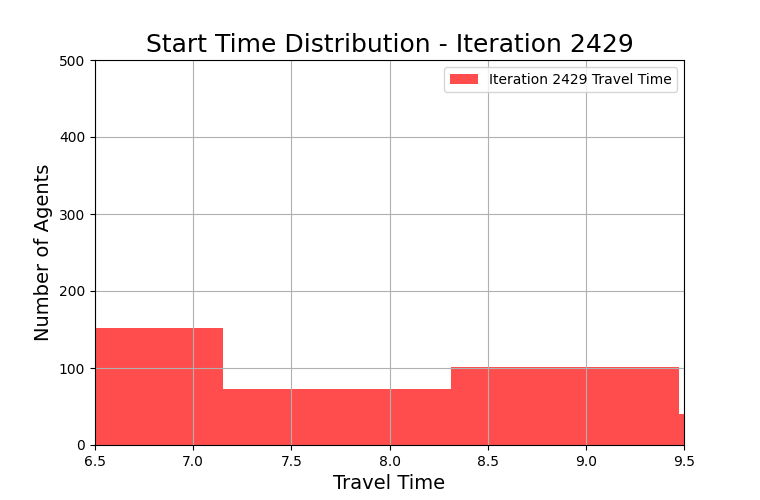 Start Time Distribution - Iteration 2429
Iteration 2429 Travel Time
Number of Agents
500
400
300
200
100
0
6.5 7.0 7.5 8.0 8.5 9.0 9.5
Travel Time